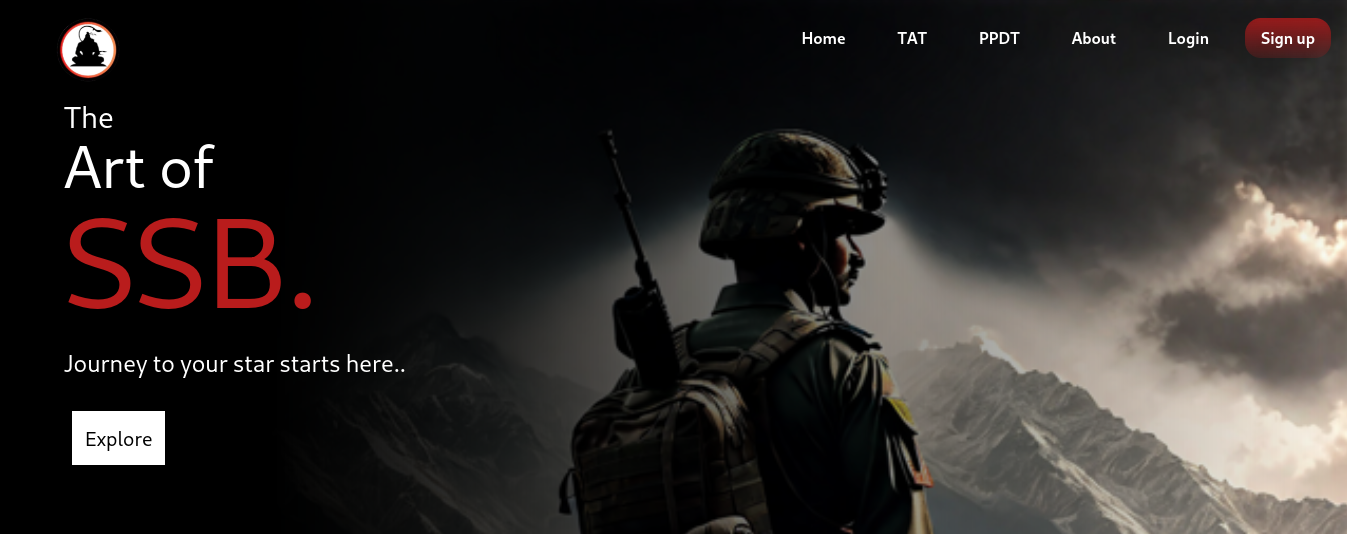 Home TAT PPDT About Login Sign up
The
Art of
SSB.
Journey to your star starts here..
Explore